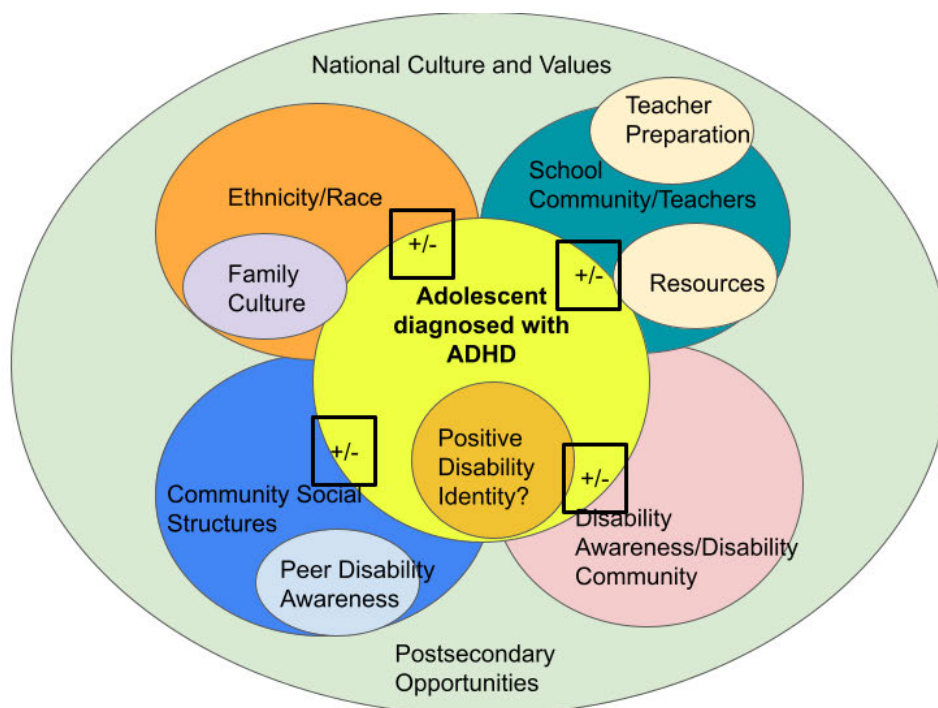 National Culture and Values
Teacher
Preparation
School
Community/Teachers
Ethnicity/Race
+/-
+/-
Family
Culture
Resources
Adolescent
diagnosed with
ADHD
+/-
Positive
Disability
Identity?
+/-
Community Social
Structures
Disability
Awareness/Disability
Community
Peer Disability
Awareness
Postsecondary
Opportunities